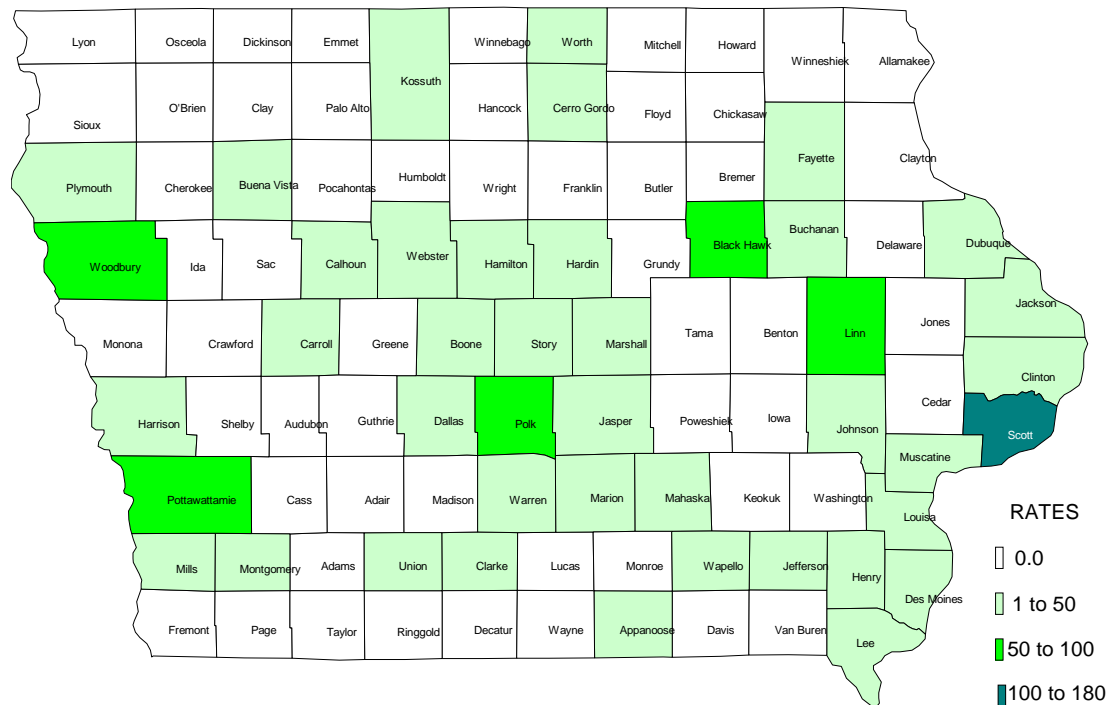 Lyon Osceola Dickinson Emmet Winnebago Worth Mitchell Howard
Winneshiek Allamakee
Kossuth
Sioux O'Brien Clay Palo Alto Hancock Cerro Gordo Floyd Chickasaw
Plymouth Cherokee Buena Vista Pocahontas Humboldt Wright Franklin Butler Bremer Fayette Clayton
Woodbury Ida Sac Calhoun Webster Hamilton Hardin Grundy Black Hawk Buchanan Delaware Dubuque
Monona Crawford Carroll Greene Boone Story Marshall Tama Benton Linn Jones Jackson
Clinton
Harrison Shelby Audubon Guthrie Dallas Polk Jasper Poweshiek Iowa Johnson Cedar Scott
Muscatine
Pottawattamie Cass Adair Madison Warren Marion Mahaska Keokuk Washington
Louisa
Mills Montgomery Adams Union Clarke Lucas Monroe Wapello Jefferson Henry
Des Moines
Fremont Page Taylor Ringgold Decatur Wayne Appanoose Davis Van Buren Lee
RATES
0.0
1 to 50
50 to 100
100 to 180